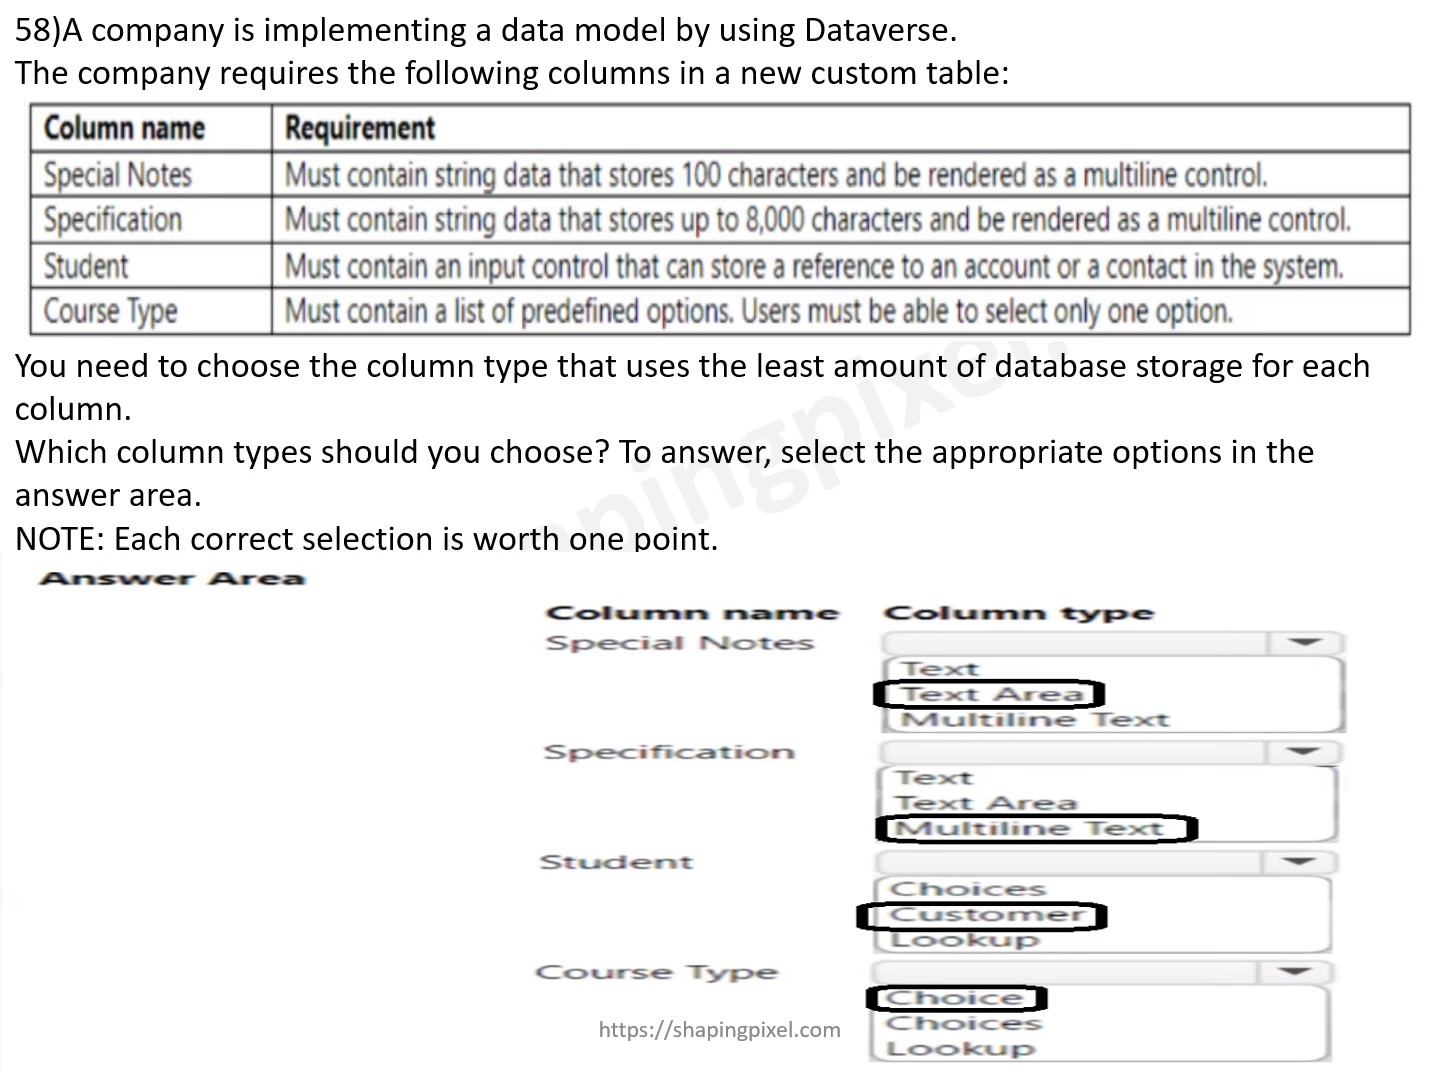 58)A company is implementing a data model by using Dataverse.
The company requires the following columns in a new custom table:
Column name Requirement
Special Notes Must contain string data that stores 100 characters and be rendered as a multiline control.
Specification Must contain string data that stores up to 8,000 characters and be rendered as a multiline control.
Student Must contain an input control that can store a reference to an account or a contact in the system.
Course Type Must contain a list of predefined options. Users must be able to select only one option.
You need to choose the column type that uses the least amount of database storage for each
column.
Which column types should you choose? To answer, select the appropriate options in the
answer area.
NOTE: Each correct selection is worth one point.
Answer Area
Column name Column type
Special Notes
Text
Text Area
Multiline Text
Specification
Text
Text Area
Multiline Text
Student
Choices
Customer
Lookup
Course Type
Choice
Choices
Lookup
https://shapingpixel.com